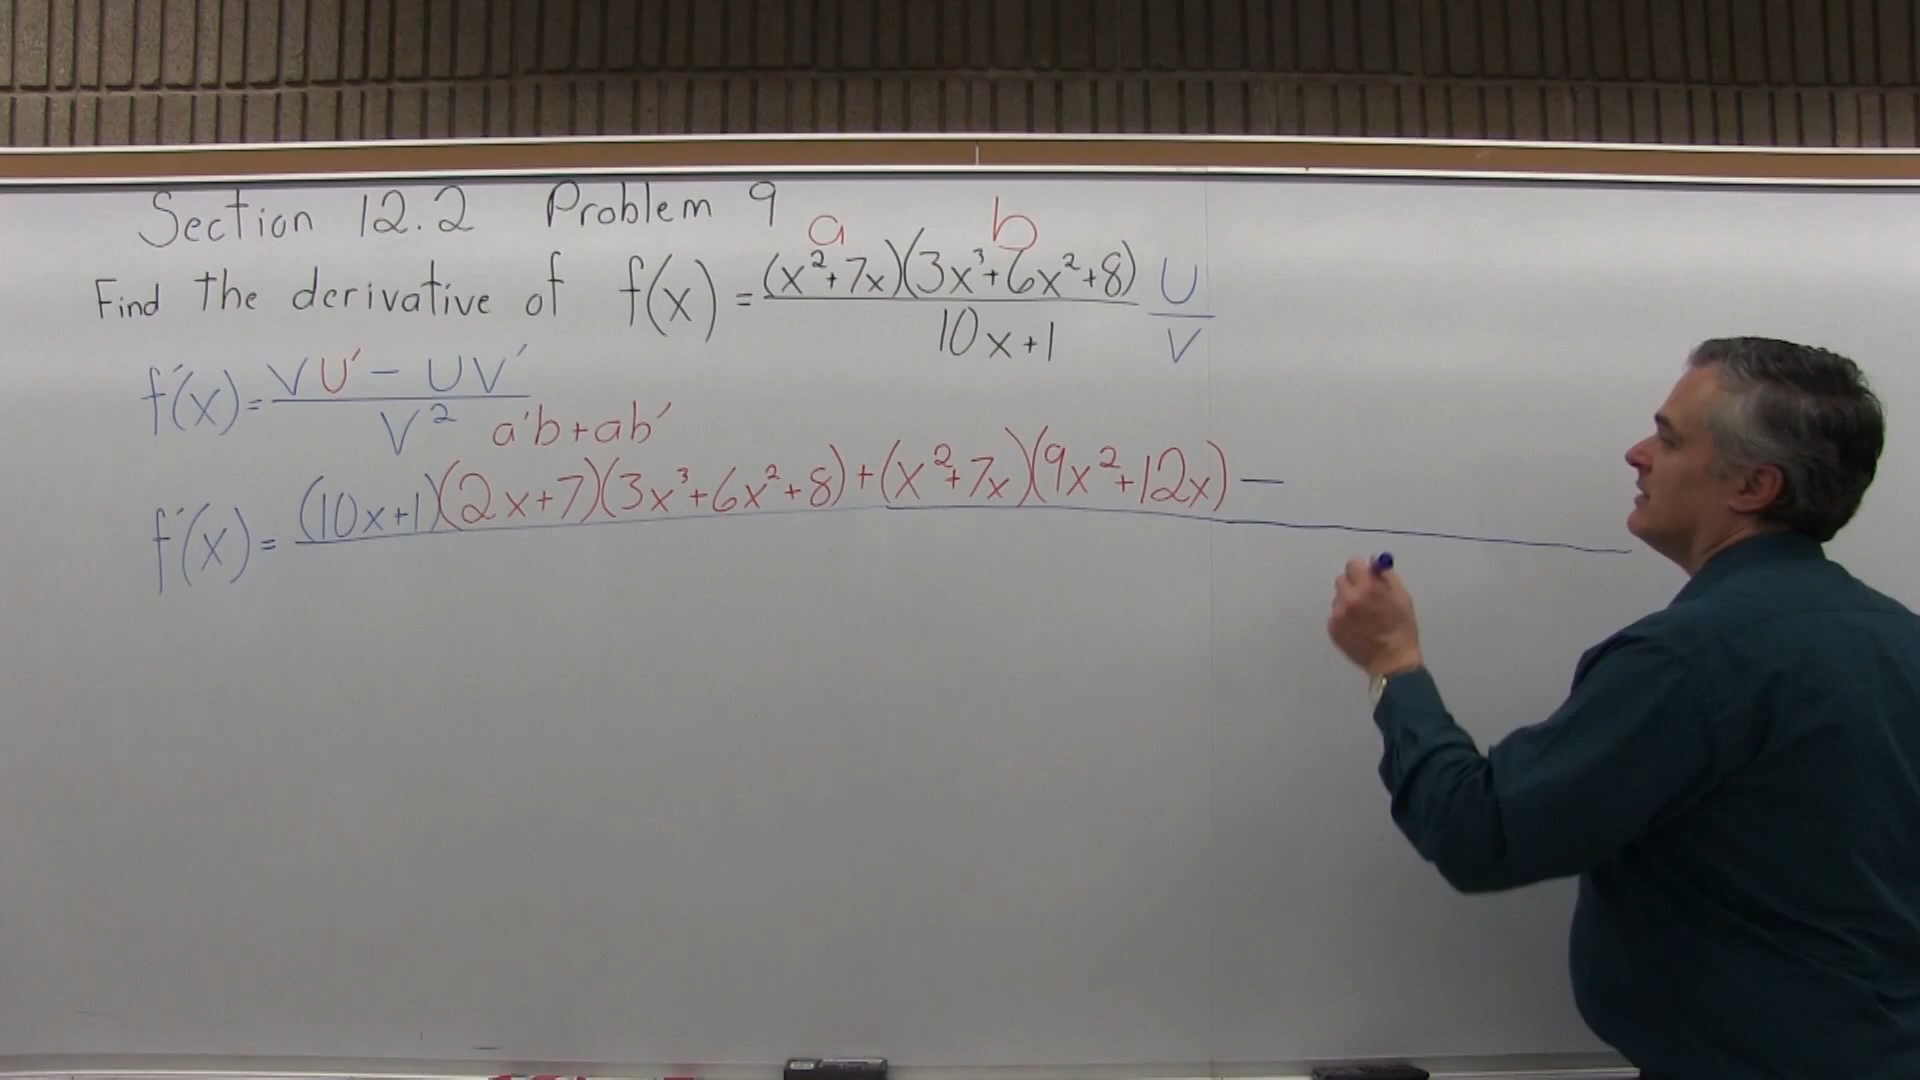 Section 12.2 Problem 9
a b
Find the derivative of f(x) = (x²+7x)(3x³+6x²+8) / 10x+1 U/V
f'(x) = VU' - UV' / V²
a'b+ab'
f'(x) = (10x+1)(2x+7)(3x³+6x²+8)+(x²+7x)(9x²+12x) —